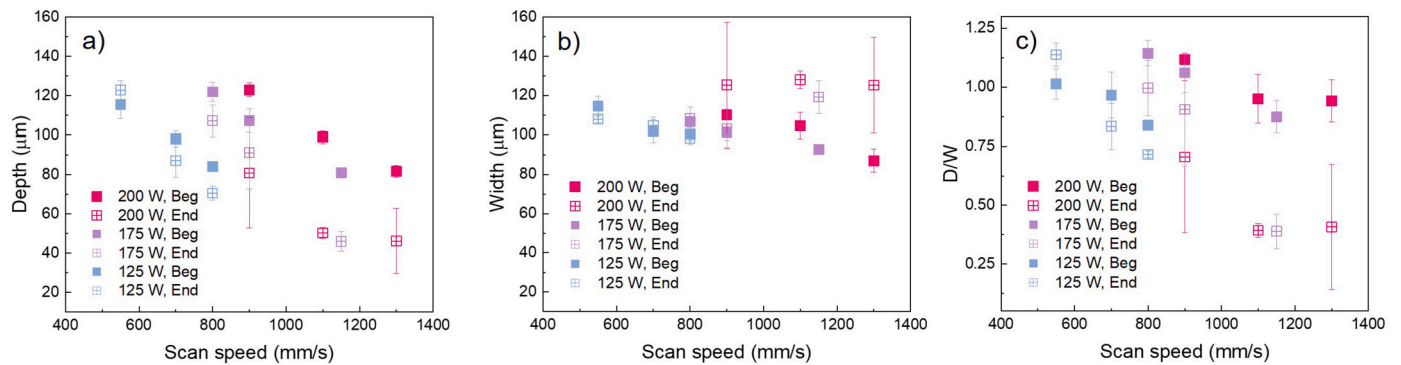 a)
160
140
120
100
80
60
40
20
Depth (μm)
200 W, Beg
200 W, End
175 W, Beg
175 W, End
125 W, Beg
125 W, End
400 600 800 1000 1200 1400
Scan speed (mm/s)
b)
160
140
120
100
80
60
40
20
Width (μm)
200 W, Beg
200 W, End
175 W, Beg
175 W, End
125 W, Beg
125 W, End
400 600 800 1000 1200 1400
Scan speed (mm/s)
c)
1.25
1.00
0.75
0.50
0.25
D/W
200 W, Beg
200 W, End
175 W, Beg
175 W, End
125 W, Beg
125 W, End
400 600 800 1000 1200 1400
Scan speed (mm/s)